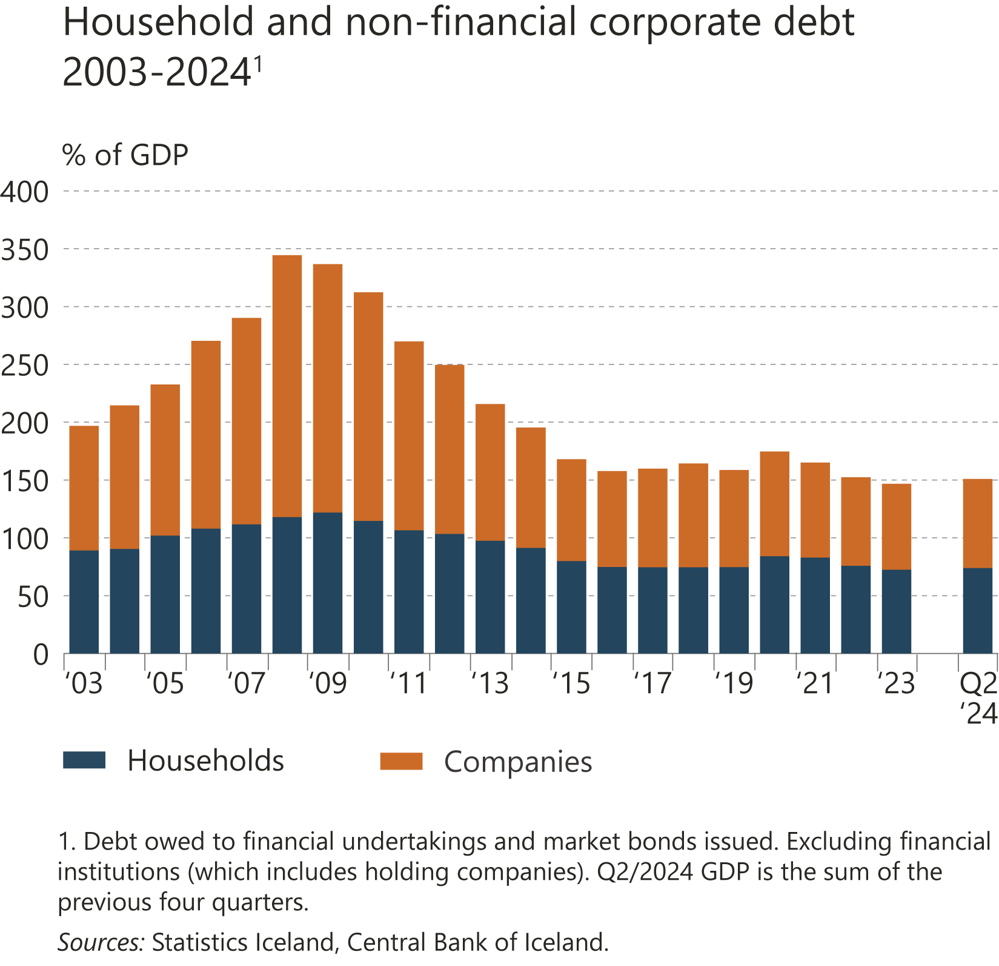 Household and non-financial corporate debt
2003-2024¹
% of GDP
400
350
300
250
200
150
100
50
0
‘03 ‘05 ‘07 ‘09 ‘11 ‘13 ‘15 ‘17 ‘19 ‘21 ‘23 Q2
‘24
Households Companies
1. Debt owed to financial undertakings and market bonds issued. Excluding financial
institutions (which includes holding companies). Q2/2024 GDP is the sum of the
previous four quarters.
Sources: Statistics Iceland, Central Bank of Iceland.